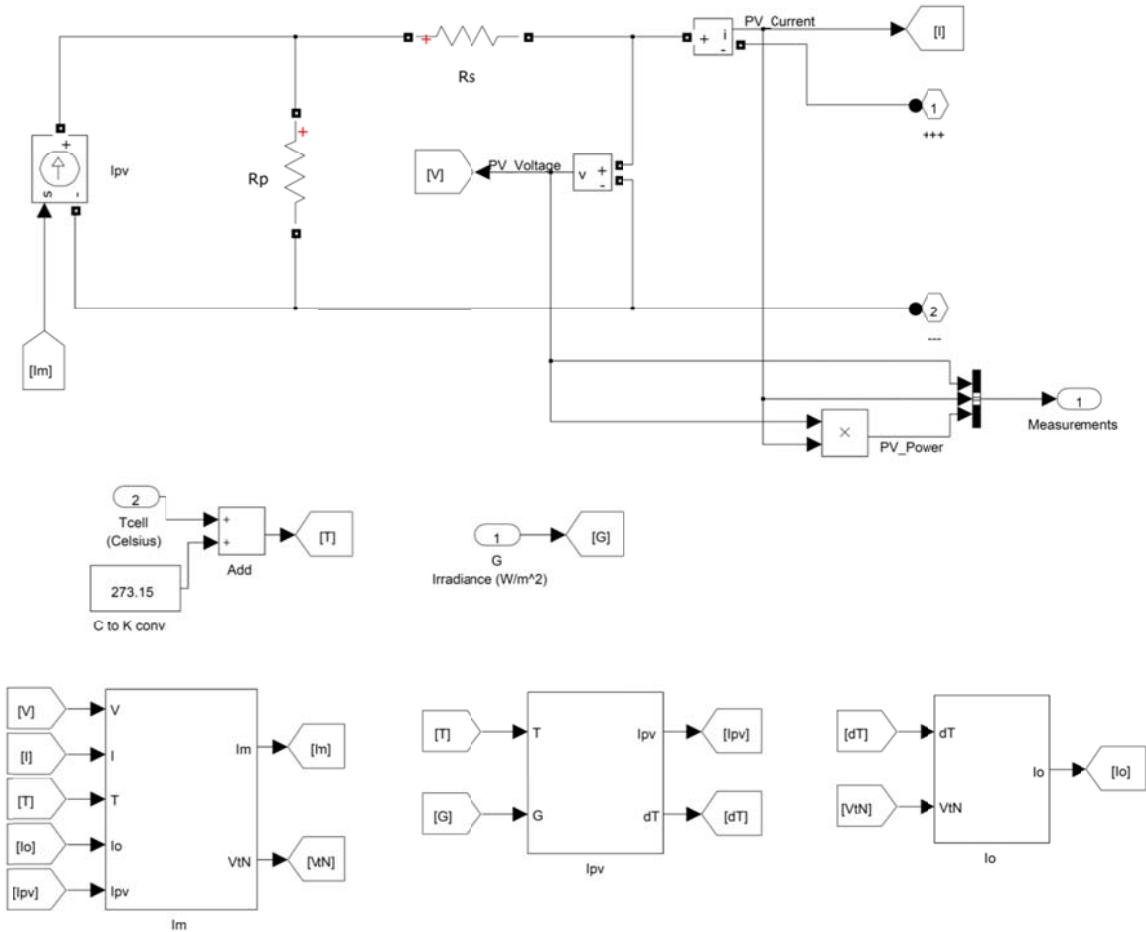 PV_Current
+
i
-
[I]
+
Rs
1
+++
+
s
-
Ipv
+
Rp
[V]
PV_Voltage
v
+
-
2
---
[Im]
×
PV_Power
1
Measurements
2
Tcell
(Celsius)
+
+
Add
[T]
273.15
C to K conv
1
G
Irradiance (W/m^2)
[G]
[V]
V
[I]
I
[T]
T
[Io]
Io
[Ipv]
Ipv
Im
[Im]
VtN
[VtN]
Im
[T]
T
[G]
G
Ipv
[Ipv]
dT
[dT]
Ipv
[dT]
dT
[VtN]
VtN
Io
[Io]
Io